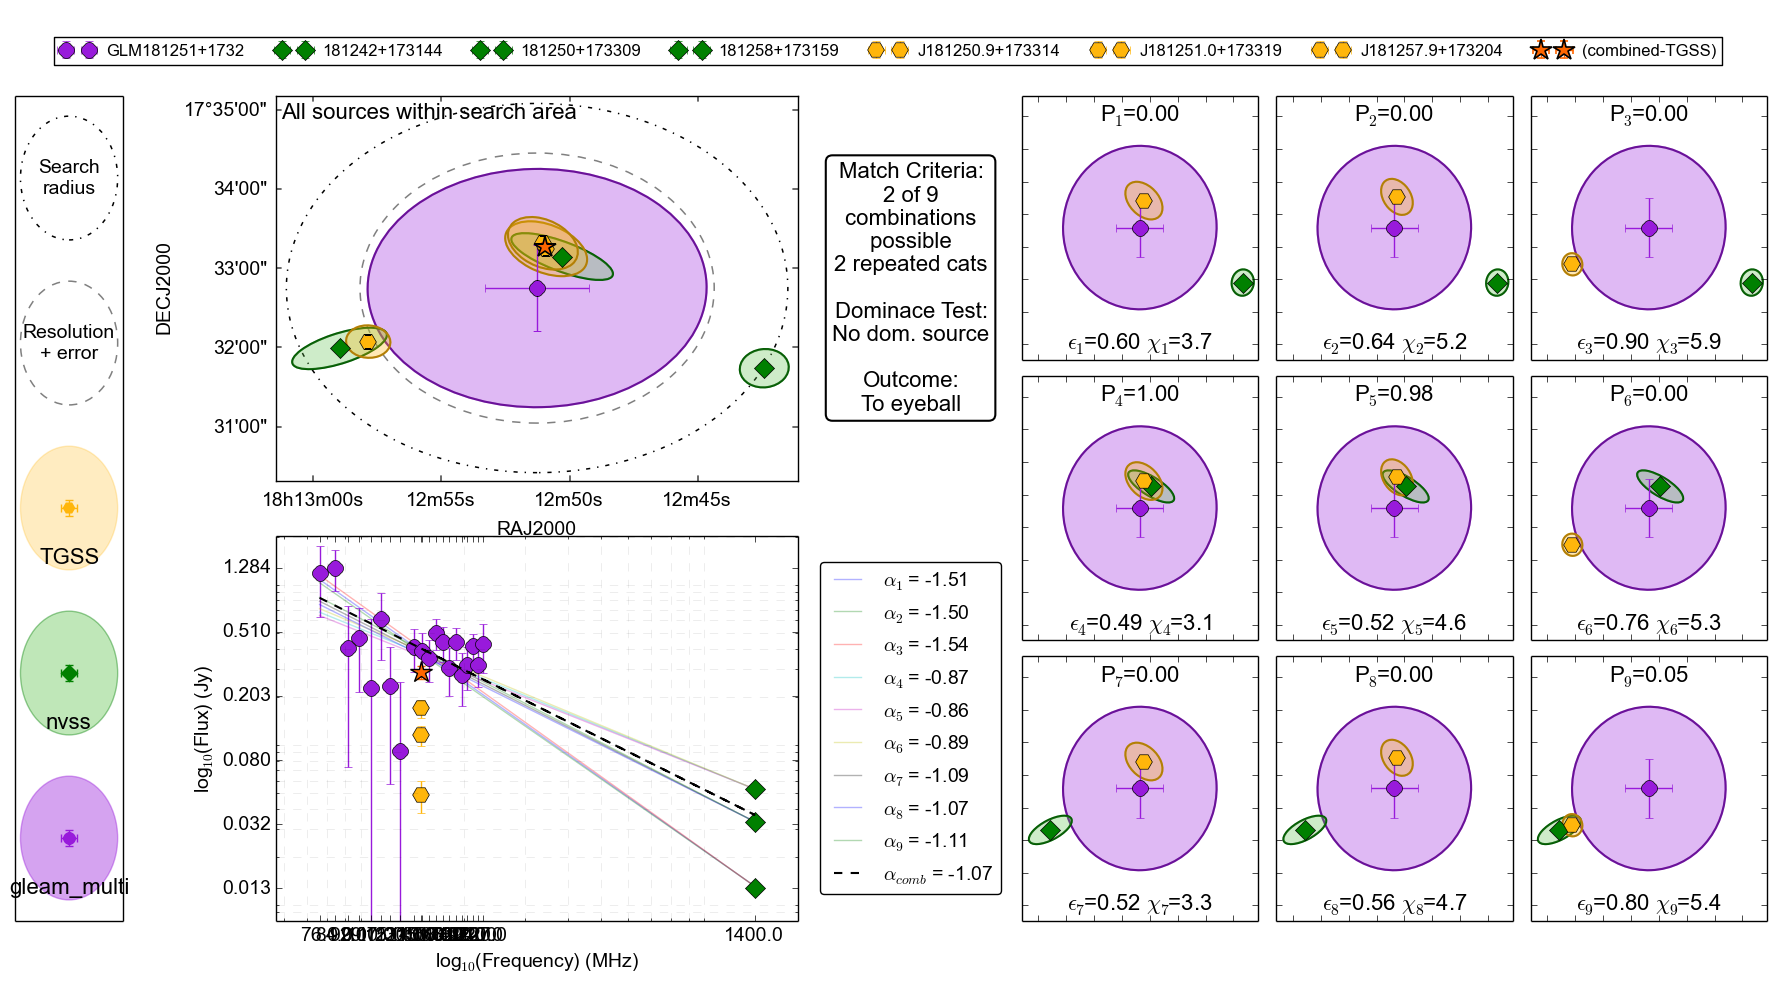 GLM181251+1732 181242+173144 181250+173309 181258+173159 J181250.9+173314 J181251.0+173319 J181257.9+173204 (combined-TGSS)
Search
radius
Resolution
+ error
TGSS
nvss
gleam_multi
All sources within search area
17°35'00"
34'00"
33'00"
32'00"
31'00"
DECJ2000
18h13m00s 12m55s 12m50s 12m45s
RAJ2000
Match Criteria:
2 of 9
combinations
possible
2 repeated cats
Dominace Test:
No dom. source
Outcome:
To eyeball
1.284
0.510
0.203
0.080
0.032
0.013
log10(Flux) (Jy)
1400.0
log10(Frequency) (MHz)
α1 = -1.51
α2 = -1.50
α3 = -1.54
α4 = -0.87
α5 = -0.86
α6 = -0.89
α7 = -1.09
α8 = -1.07
α9 = -1.11
αcomb = -1.07
P1=0.00
ϵ1=0.60 χ1=3.7
P2=0.00
ϵ2=0.64 χ2=5.2
P3=0.00
ϵ3=0.90 χ3=5.9
P4=1.00
ϵ4=0.49 χ4=3.1
P5=0.98
ϵ5=0.52 χ5=4.6
P6=0.00
ϵ6=0.76 χ6=5.3
P7=0.00
ϵ7=0.52 χ7=3.3
P8=0.00
ϵ8=0.56 χ8=4.7
P9=0.05
ϵ9=0.80 χ9=5.4